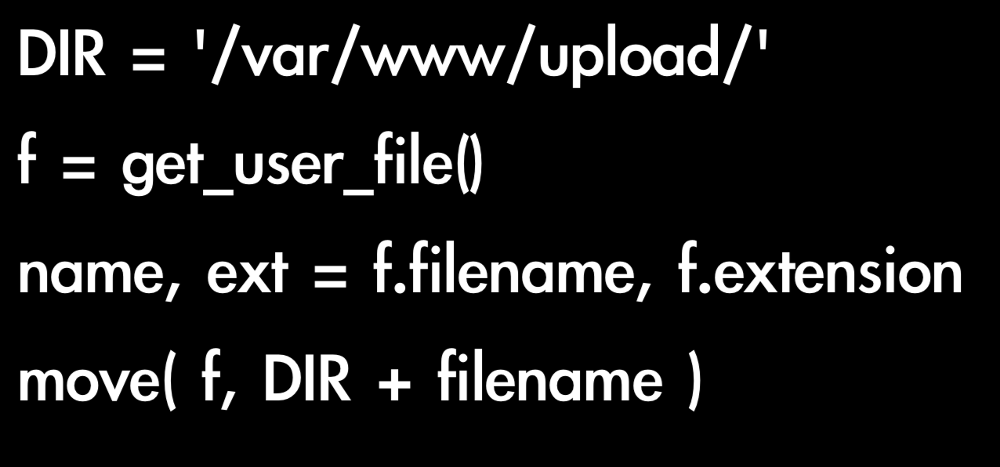 DIR = '/var/www/upload/'
f = get_user_file()
name, ext = f.filename, f.extension
move( f, DIR + filename )